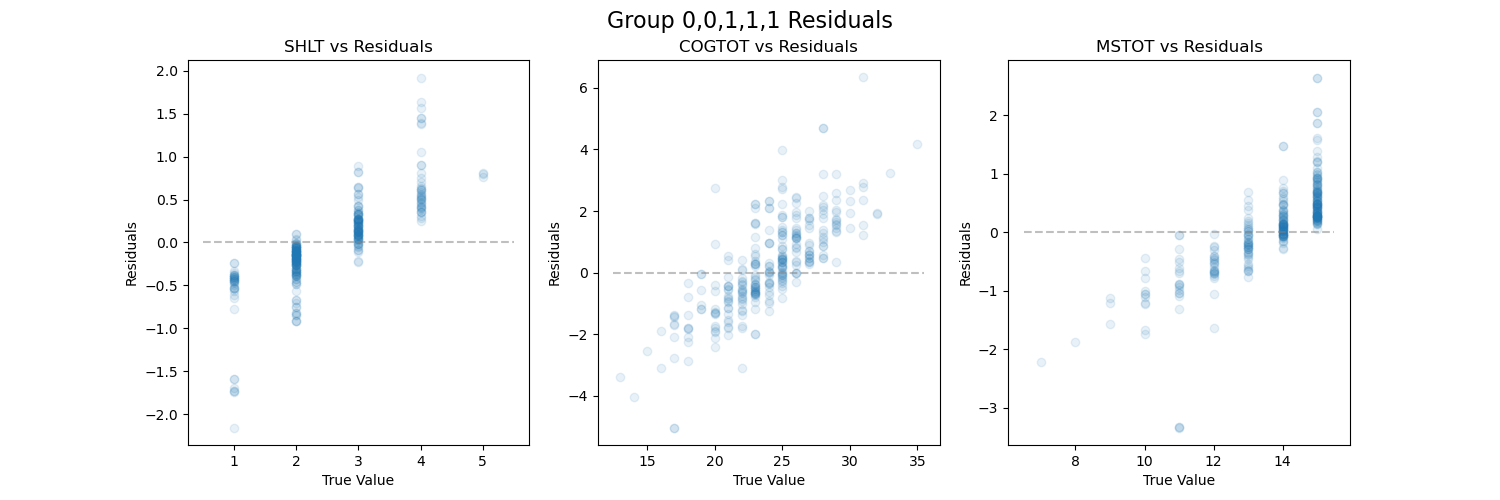 Group 0,0,1,1,1 Residuals
SHLT vs Residuals
2.0
1.5
1.0
0.5
0.0
−0.5
−1.0
−1.5
−2.0
Residuals
1 2 3 4 5
True Value
COGTOT vs Residuals
6
4
2
0
−2
−4
Residuals
15 20 25 30 35
True Value
MSTOT vs Residuals
2
1
0
−1
−2
−3
Residuals
8 10 12 14
True Value